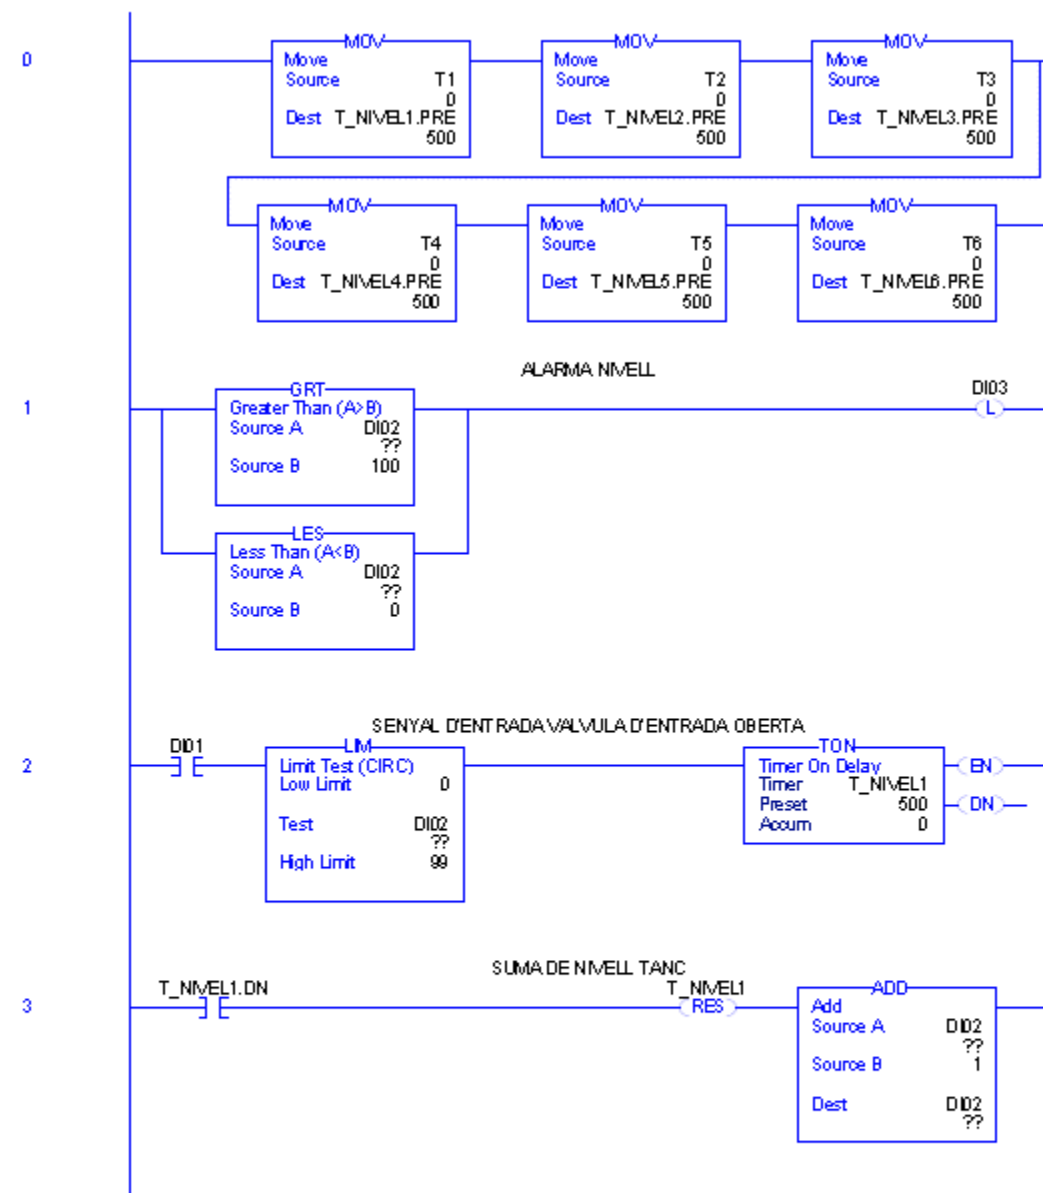 0
MOV MOV MOV
Move Move Move
Source T1 Source T2 Source T3
0 0 0
Dest T_NIVEL1.PRE Dest T_NIVEL2.PRE Dest T_NIVEL3.PRE
500 500 500
MOV MOV MOV
Move Move Move
Source T4 Source T5 Source T6
0 0 0
Dest T_NIVEL4.PRE Dest T_NIVEL5.PRE Dest T_NIVEL6.PRE
500 500 500
ALARMA NIVELL
1
GRT
Greater Than (A>B)
Source A DI02
??
Source B 100
DI03
L
LES
Less Than (A<B)
Source A DI02
??
Source B 0
SENYAL D'ENTRADA VALVULA D'ENTRADA OBERTA
2
DI01
LIM
Limit Test (CIRC)
Low Limit 0
Test DI02
??
High Limit 99
TON
Timer On Delay
Timer T_NIVEL1
Preset 500
Accum 0
EN
DN
SUMA DE NIVELL TANC
3
T_NIVEL1.DN
T_NIVEL1
RES
ADD
Add
Source A DI02
??
Source B 1
Dest DI02
??